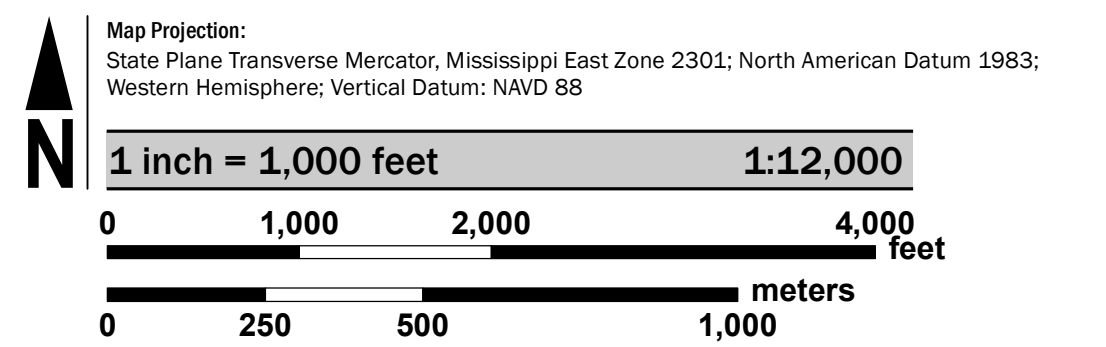 Map Projection:
State Plane Transverse Mercator, Mississippi East Zone 2301; North American Datum 1983;
Western Hemisphere; Vertical Datum: NAVD 88
N
1 inch = 1,000 feet 1:12,000
0 1,000 2,000 4,000
feet
meters
0 250 500 1,000